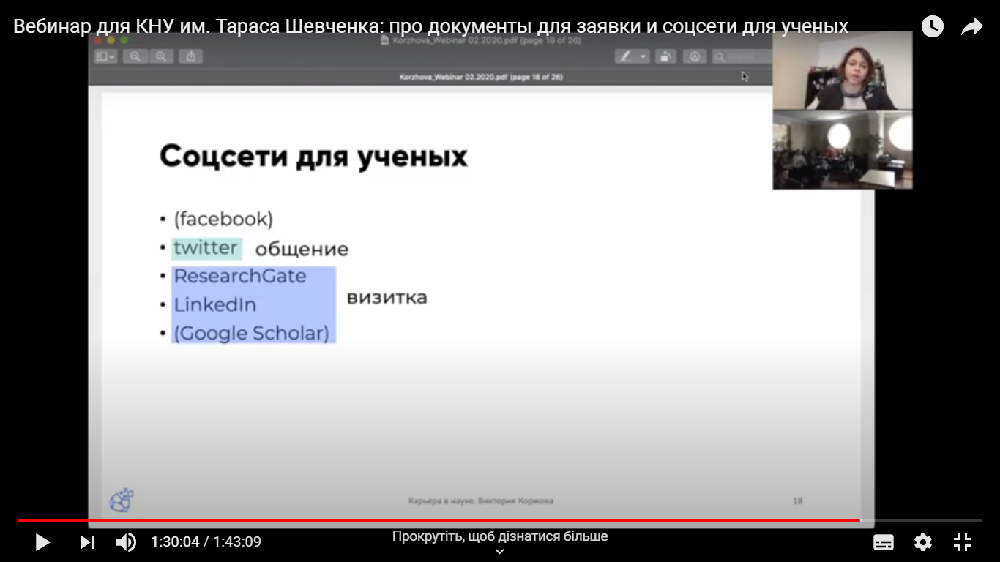 Вебинар для КНУ им. Тараса Шевченка: про документы для заявки и соцсети для ученых
Korzhova_Webinar 02.2020.pdf (page 18 of 26)
Search
Korzhova_Webinar 02.2020.pdf (page 18 of 26)
Соцсети для ученых
• (facebook)
• twitter общение
• ResearchGate
• LinkedIn
визитка
• (Google Scholar)
Карьера в науке. Виктория Коржова
18
1:30:04 / 1:43:09
Прокрутіть, щоб дізнатися більше